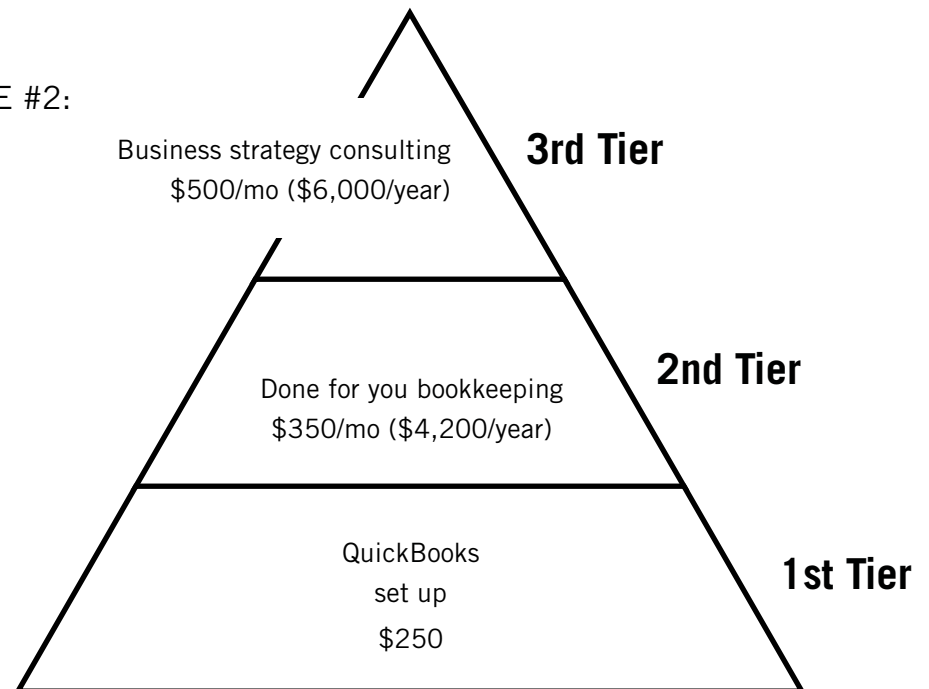 E #2:
Business strategy consulting
$500/mo ($6,000/year)
3rd Tier
Done for you bookkeeping
$350/mo ($4,200/year)
2nd Tier
QuickBooks
set up
$250
1st Tier